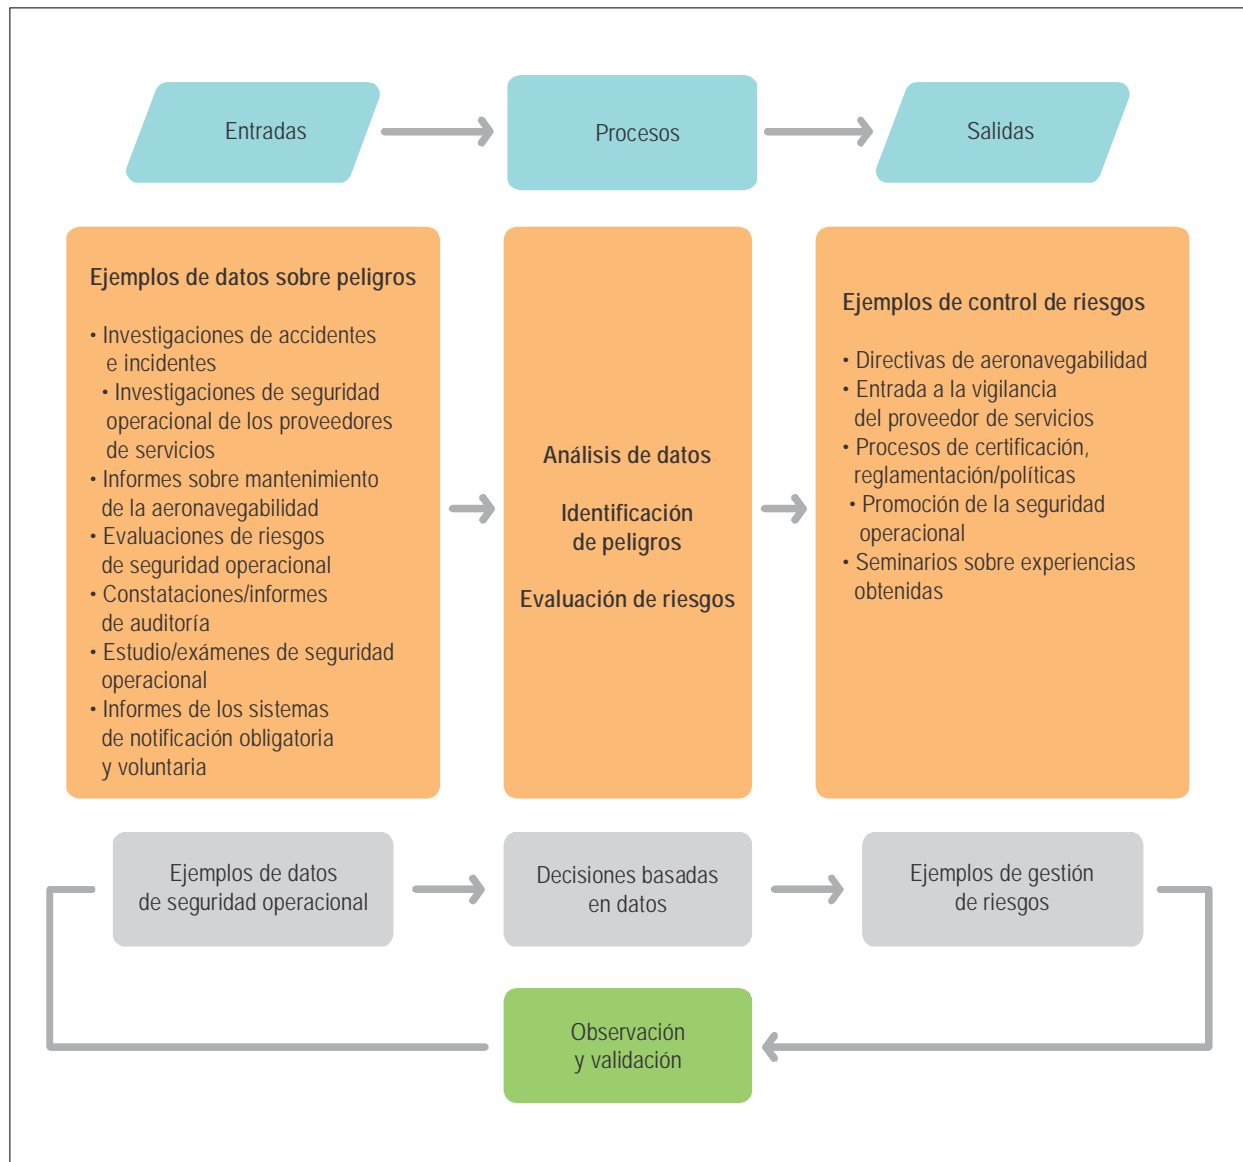 Entradas
Procesos
Salidas
Ejemplos de datos sobre peligros
• Investigaciones de accidentes
e incidentes
• Investigaciones de seguridad
operacional de los proveedores
de servicios
• Informes sobre mantenimiento
de la aeronavegabilidad
• Evaluaciones de riesgos
de seguridad operacional
• Constataciones/informes
de auditoría
• Estudio/exámenes de seguridad
operacional
• Informes de los sistemas
de notificación obligatoria
y voluntaria
Análisis de datos
Identificación
de peligros
Evaluación de riesgos
Ejemplos de control de riesgos
• Directivas de aeronavegabilidad
• Entrada a la vigilancia
del proveedor de servicios
• Procesos de certificación,
reglamentación/políticas
• Promoción de la seguridad
operacional
• Seminarios sobre experiencias
obtenidas
Ejemplos de datos
de seguridad operacional
Decisiones basadas
en datos
Ejemplos de gestión
de riesgos
Observación
y validación